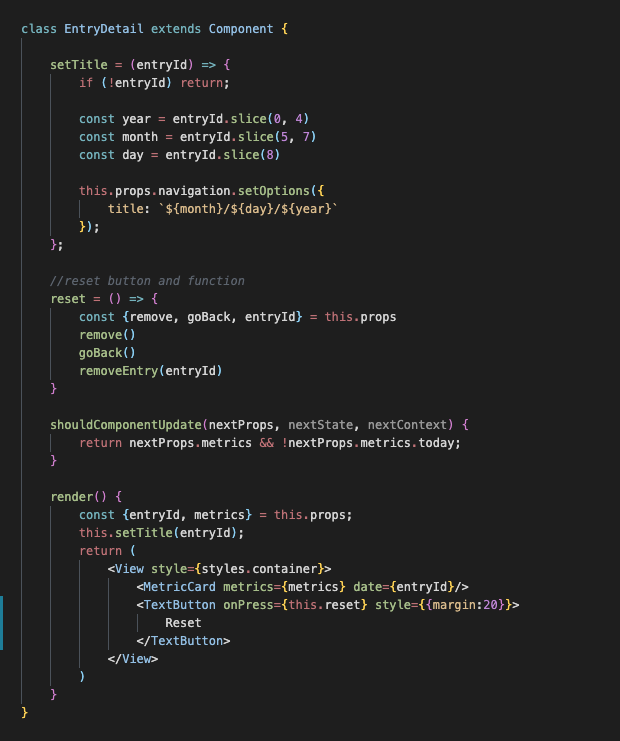 class EntryDetail extends Component {
setTitle = (entryId) => {
if (!entryId) return;
const year = entryId.slice(0, 4)
const month = entryId.slice(5, 7)
const day = entryId.slice(8)
this.props.navigation.setOptions({
title: `${month}/${day}/${year}`
});
};
//reset button and function
reset = () => {
const {remove, goBack, entryId} = this.props
remove()
goBack()
removeEntry(entryId)
}
shouldComponentUpdate(nextProps, nextState, nextContext) {
return nextProps.metrics && !nextProps.metrics.today;
}
render() {
const {entryId, metrics} = this.props;
this.setTitle(entryId);
return (
<View style={styles.container}>
<MetricCard metrics={metrics} date={entryId}/>
<TextButton onPress={this.reset} style={{margin:20}}>
Reset
</TextButton>
</View>
)
}
}